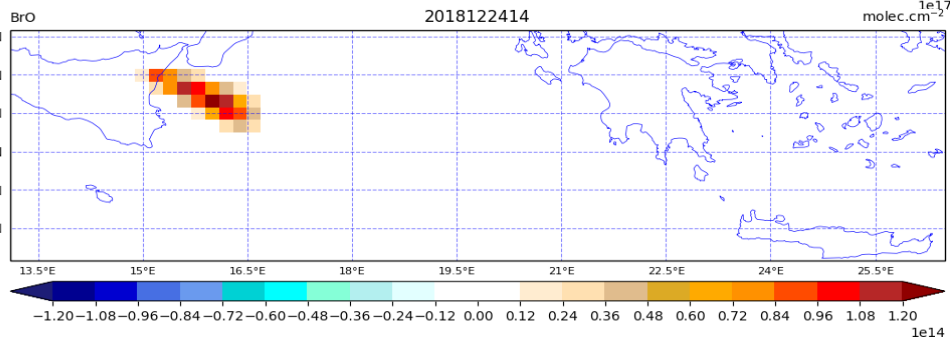 1e17
BrO 2018122414 molec.cm⁻²
13.5°E 15°E 16.5°E 18°E 19.5°E 21°E 22.5°E 24°E 25.5°E
−1.20 −1.08 −0.96 −0.84 −0.72 −0.60 −0.48 −0.36 −0.24 −0.12 0.00 0.12 0.24 0.36 0.48 0.60 0.72 0.84 0.96 1.08 1.20
1e14